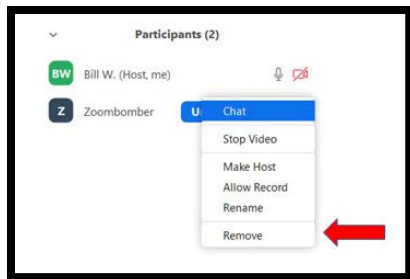 Participants (2)
BW Bill W. (Host, me)
Z Zoombomber U
Chat
Stop Video
Make Host
Allow Record
Rename
Remove